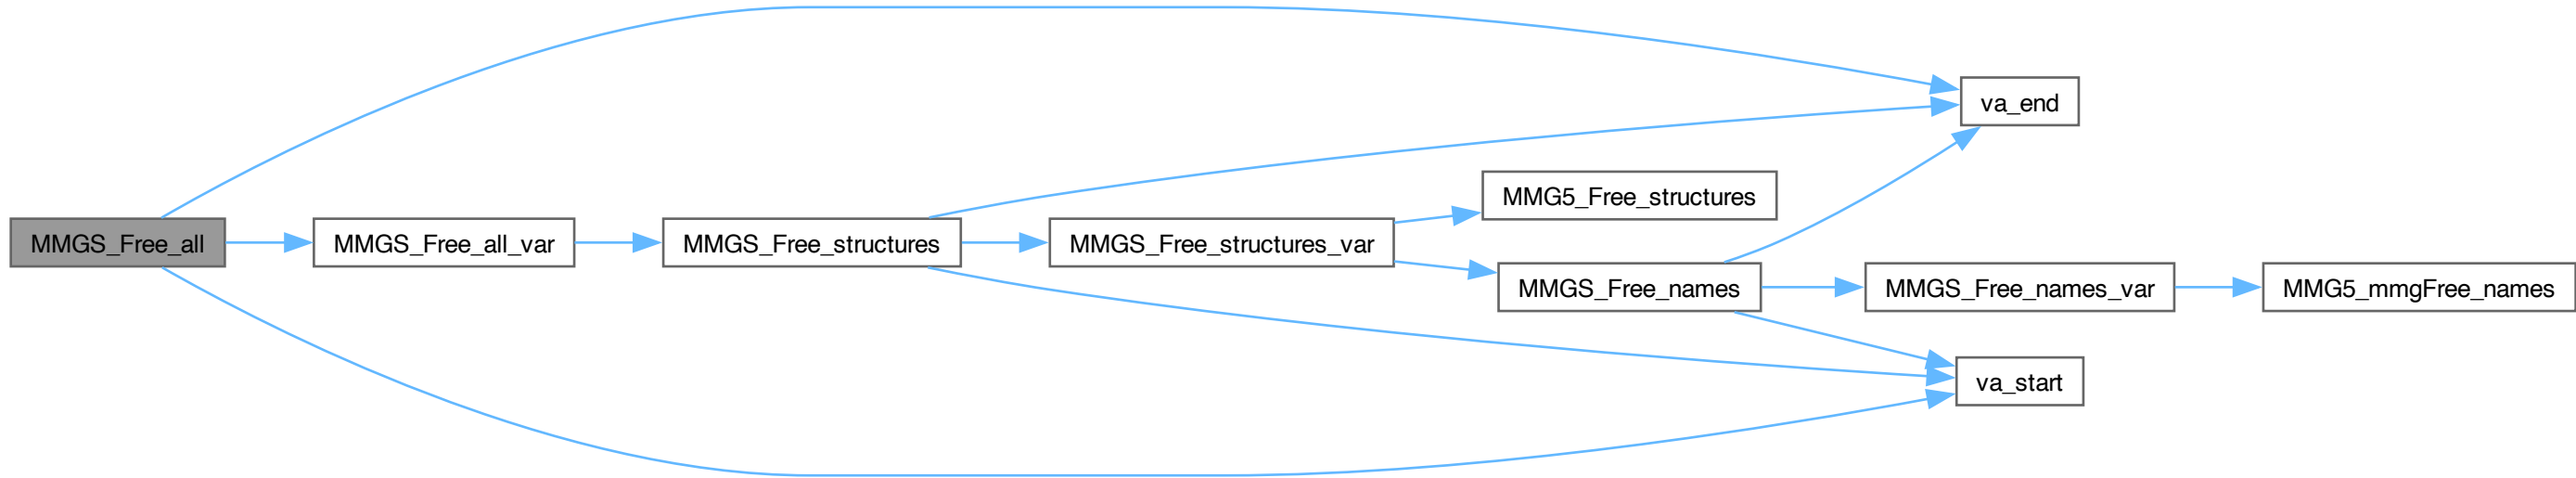 MMGS_Free_all
MMGS_Free_all_var
MMGS_Free_structures
MMGS_Free_structures_var
MMG5_Free_structures
MMGS_Free_names
va_end
MMGS_Free_names_var
va_start
MMG5_mmgFree_names